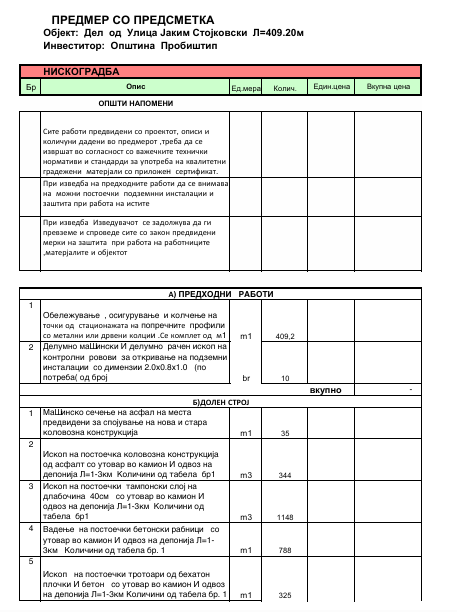 ПРЕДМЕР СО ПРЕДСМЕТКА
Објект: Дел од Улица Јаким Стојковски Л=409.20м
Инвеститор: Општина Пробиштип
НИСКОГРАДБА
Бр Опис Ед.мера Колич. Един.цена Вкупна цена
ОПШТИ НАПОМЕНИ
Сите работи предвидени со проектот, описи и
количуни дадени во предмерот ,треба да се
извршат во согласност со важечките технички
нормативи и стандарди за употреба на квалитетни
градежени матерјали со приложен сертификат.
При изведба на предходните работи да се внимава
на можни постоечки подземни инсталации и
заштита при работа на истите
При изведба Изведувачот се задолжува да ги
превземе и спроведе сите со закон предвидени
мерки на заштита при работа на работниците
,матерјалите и објектот
А) ПРЕДХОДНИ РАБОТИ
1
Обележување , осигурување и колчење на
точки од стационажата на попречните профили
со метални или дрвени колции .Се комплет од м1 m1 409,2
2 Делумно маШински И делумно рачен ископ на
контролни ровови за откривање на подземни
инсталации со димензии 2.0х0.8х1.0 (по
потреба( од број br 10
вкупно -
Б)ДОЛЕН СТРОЈ
1 МаШинско сечење на асфал на места
предвидени за спојување на нова и стара
коловозна конструкција m1 35
2
Ископ на постоечка коловозна конструкција
од асфалт со утовар во камион И одвоз на
депонија Л=1-3км Количини од табела бр1 m3 344
3 Ископ на постоечки тампонски слој на
длабочина 40см со утовар во камион И
одвоз на депонија Л=1-3км Количини од
табела бр1 m3 1148
4 Вадење на постоечки бетонски рабници со
утовар во камион И одвоз на депонија Л=1-
3км Количини од табела бр. 1 m1 788
5
Ископ на постоечки тротоари од бехатон
плочки И бетон со утовар во камион И
одвоз на депонија Л=1-3км Количини од табела бр. 1 m1 325